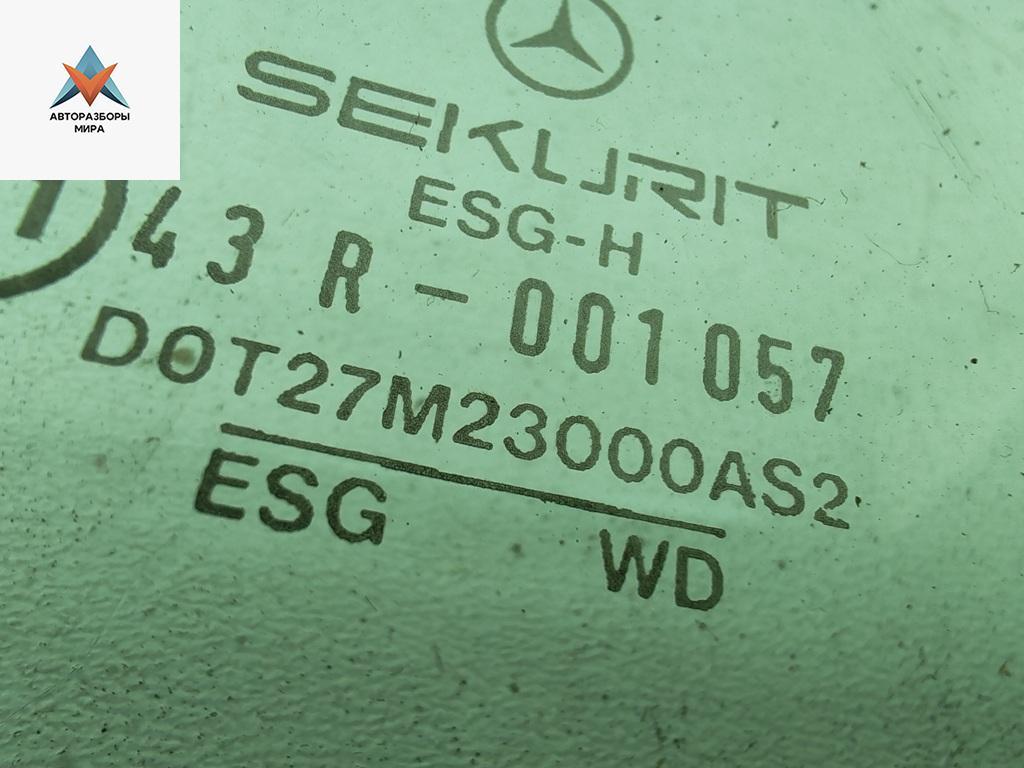 АВТОРАЗБОРЫ
МИРА
SEKURIT
ESG-H
43 R - 001057
DOT27M23000AS2
ESG WD